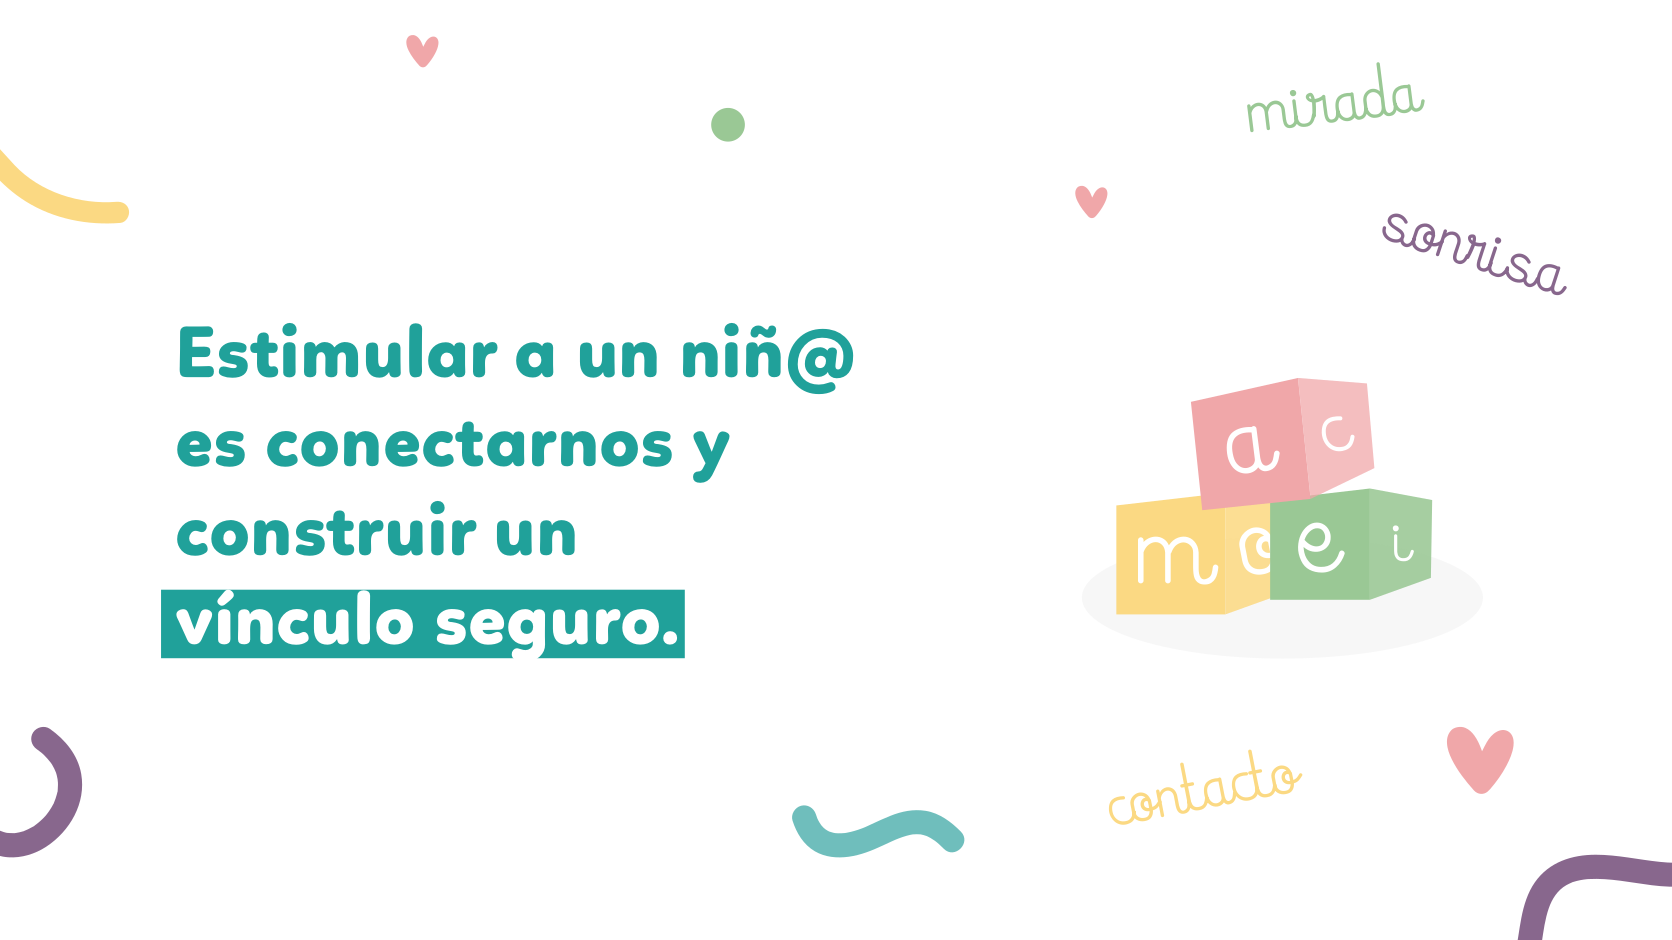 mirada
sonrisa
Estimular a un niñ@
es conectarnos y
construir un
vínculo seguro.
a c
m o e i
contacto